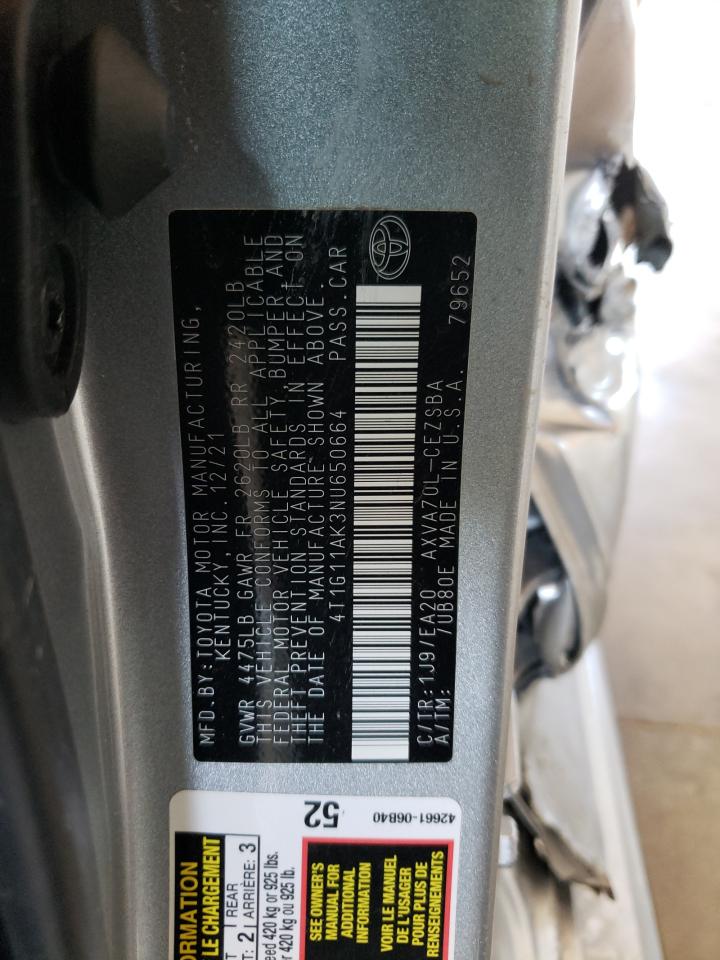 MFD.BY:TOYOTA MOTOR MANUFACTURING,
KENTUCKY, INC. 12/21
GVWR 4475LB GAWR FR 2620LB RR 2420LB
THIS VEHICLE CONFORMS TO ALL APPLICABLE
FEDERAL MOTOR VEHICLE SAFETY, BUMPER, AND
THEFT PREVENTION STANDARDS IN EFFECT ON
THE DATE OF MANUFACTURE SHOWN ABOVE
4T1G11AK3NU650664 PASS.CAR
C/TR:1J9/EA20 AXVA70L-CEZSBA
A/TM: 7UB80E MADE IN U.S.A. 79652
52
42661-06B40
LE CHARGEMENT
2 REAR ARRIÈRE: 3
420 kg or 925 lbs.
420 kg ou 925 lb.
SEE OWNER'S
MANUAL FOR
ADDITIONAL
INFORMATION
VOIR LE MANUEL
DE L'USAGER
POUR PLUS DE
RENSEIGNEMENTS